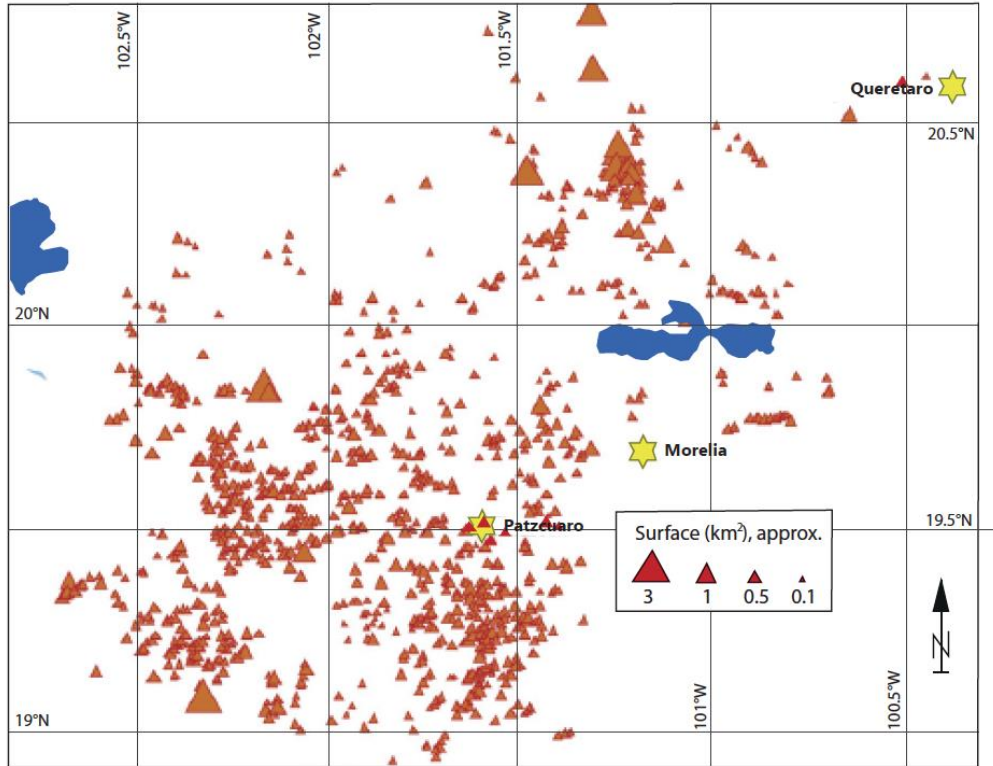 102.5°W
102°W
101.5°W
Queretaro
20.5°N
20°N
Morelia
Patzcuaro
19.5°N
Surface (km²), approx.
3 1 0.5 0.1
N
101°W
100.5°W
19°N